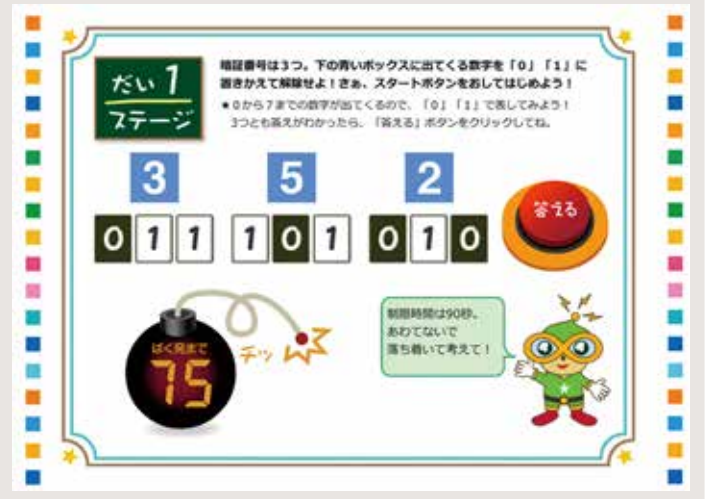 だい1
ステージ
暗証番号は3つ。下の青いボックスに出てくる数字を「0」「1」に
置きかえて解除せよ！さぁ、スタートボタンをおしてはじめよう！
★0から7までの数字が出てくるので、「0」「1」で表してみよう！
3つとも答えがわかったら、「答える」ボタンをクリックしてね。
3 5 2
0 1 1 1 0 1 0 1 0
答える
制限時間は90秒。
あわてないで
落ち着いて考えて！
ばく発まで
75
チッ